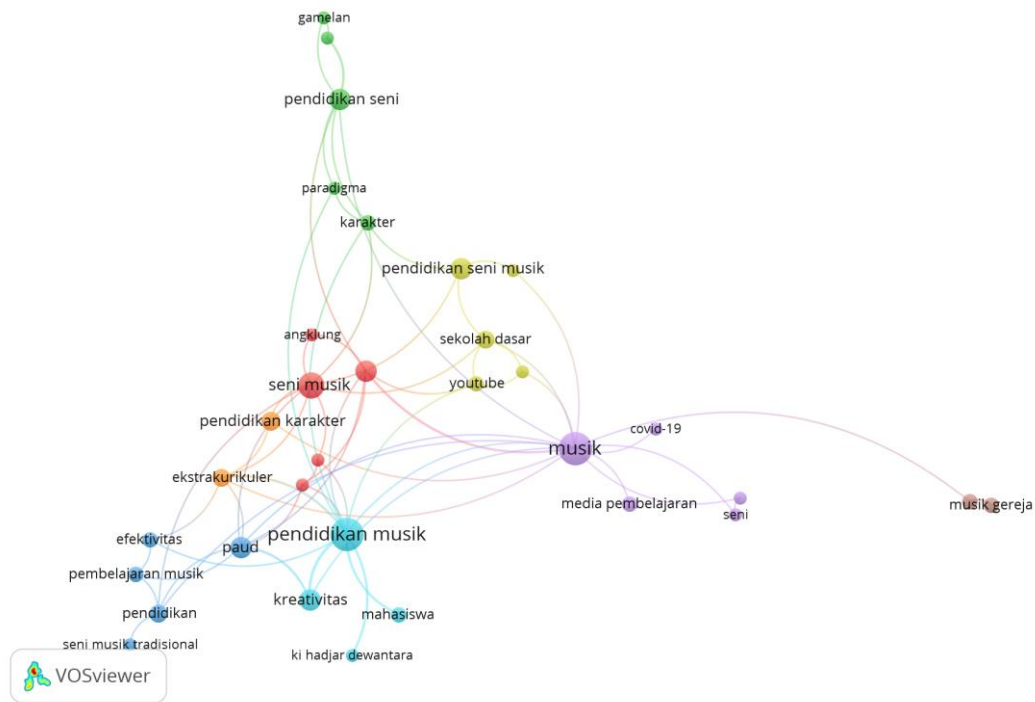 gamelan
pendidikan seni
paradigma
karakter
pendidikan seni musik
angklung
sekolah dasar
seni musik
youtube
pendidikan karakter
musik
covid-19
ekstrakurikuler
media pembelajaran
musik gereja
seni
pendidikan musik
efektivitas
paud
pembelajaran musik
kreativitas
pendidikan
mahasiswa
seni musik tradisional
ki hadjar dewantara
VOSviewer